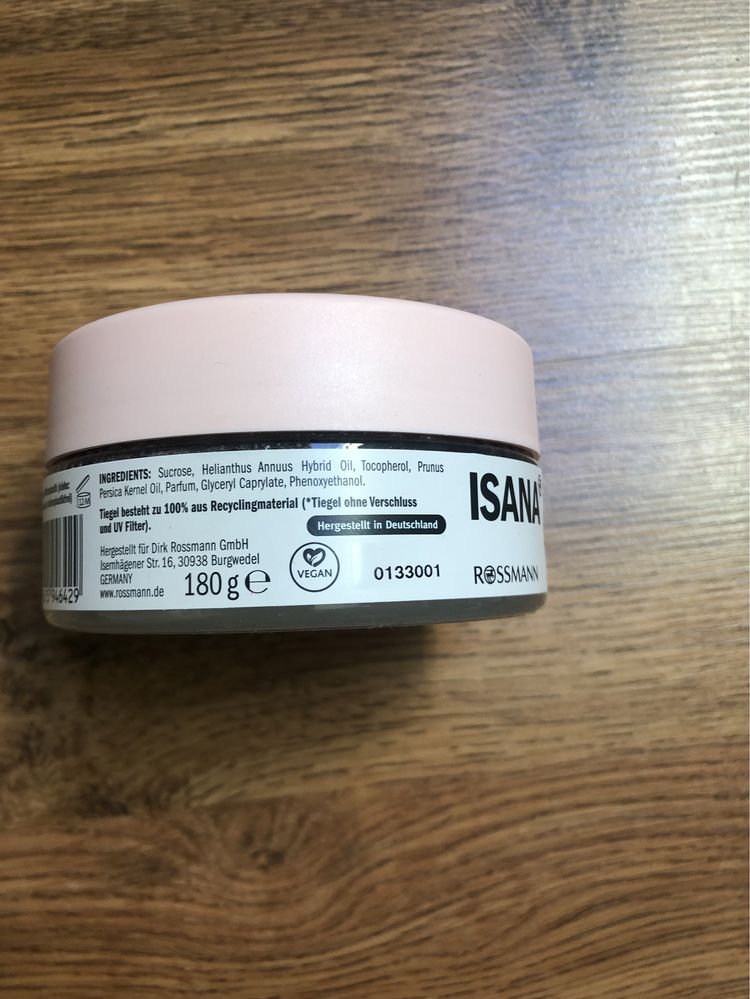 INGREDIENTS: Sucrose, Helianthus Annuus Hybrid Oil, Tocopherol, Prunus
Persica Kernel Oil, Parfum, Glyceryl Caprylate, Phenoxyethanol.
Tiegel besteht zu 100% aus Recyclingmaterial (*Tiegel ohne Verschluss
und UV Filter).
Hergestellt in Deutschland
Hergestellt für Dirk Rossmann GmbH
Isernhägener Str. 16, 30938 Burgwedel
GERMANY
www.rossmann.de
180 g e
VEGAN
0133001
12M
946429
ISANA
ROSSMANN